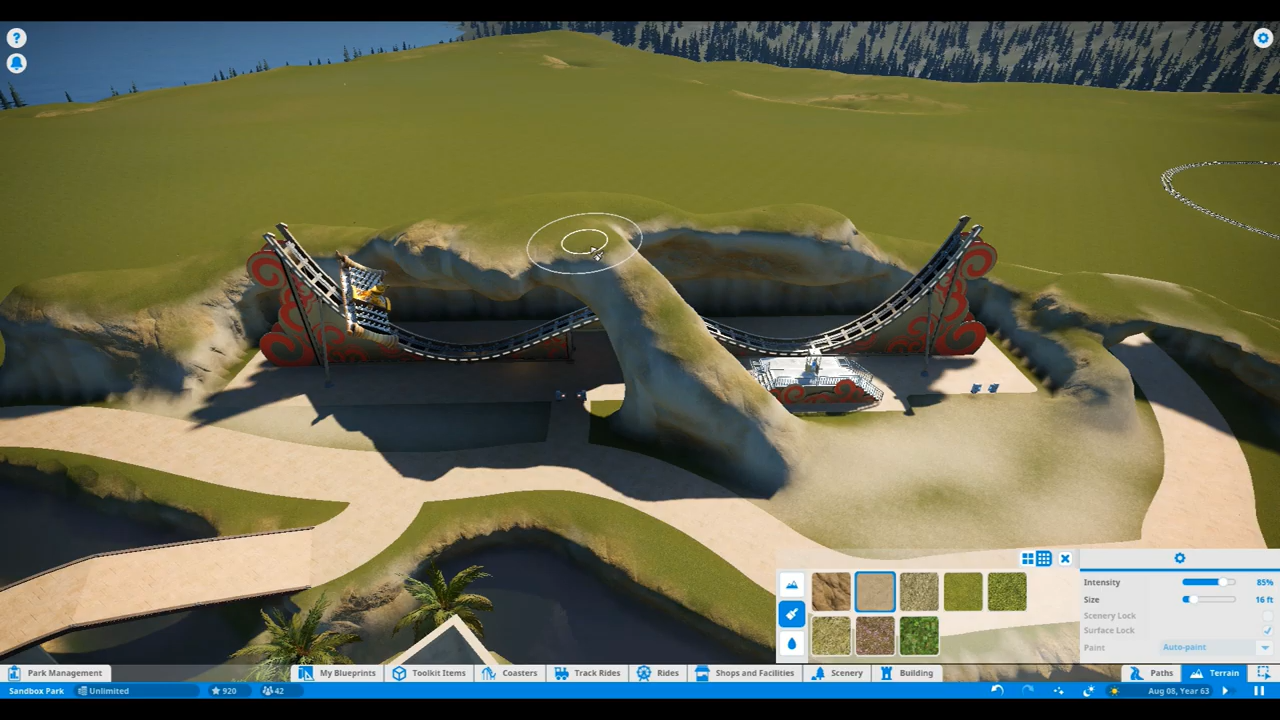 ?
Intensity 85%
Size 16 ft
Scenery Lock
Surface Lock
Paint Auto-paint
Park Management My Blueprints Toolkit Items Coasters Track Rides Rides Shops and Facilities Scenery Building Paths Terrain
Sandbox Park Unlimited 920 42 Aug 08, Year 63